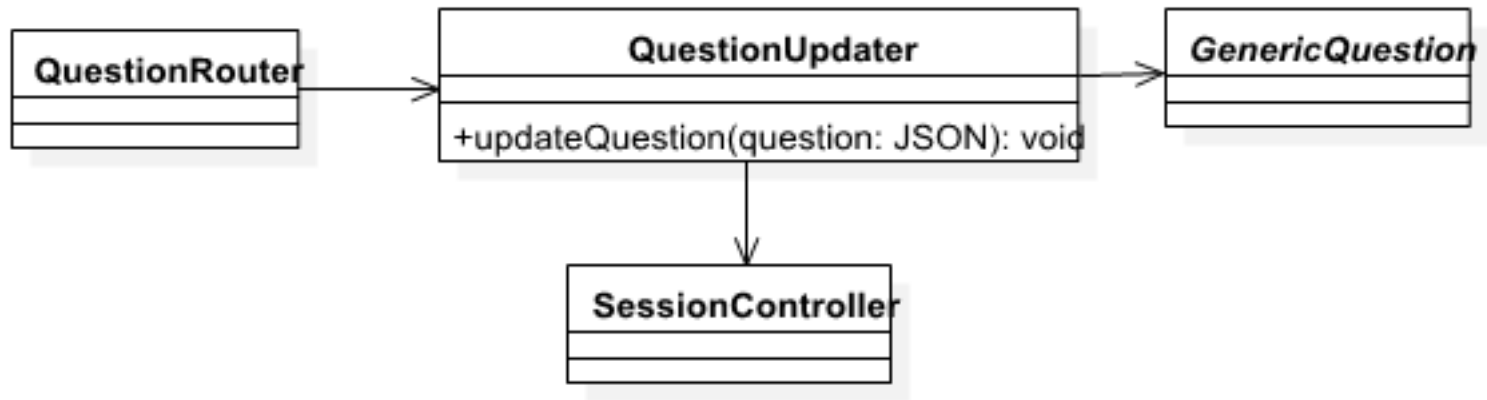 QuestionRouter
QuestionUpdater
+updateQuestion(question: JSON): void
GenericQuestion
SessionController